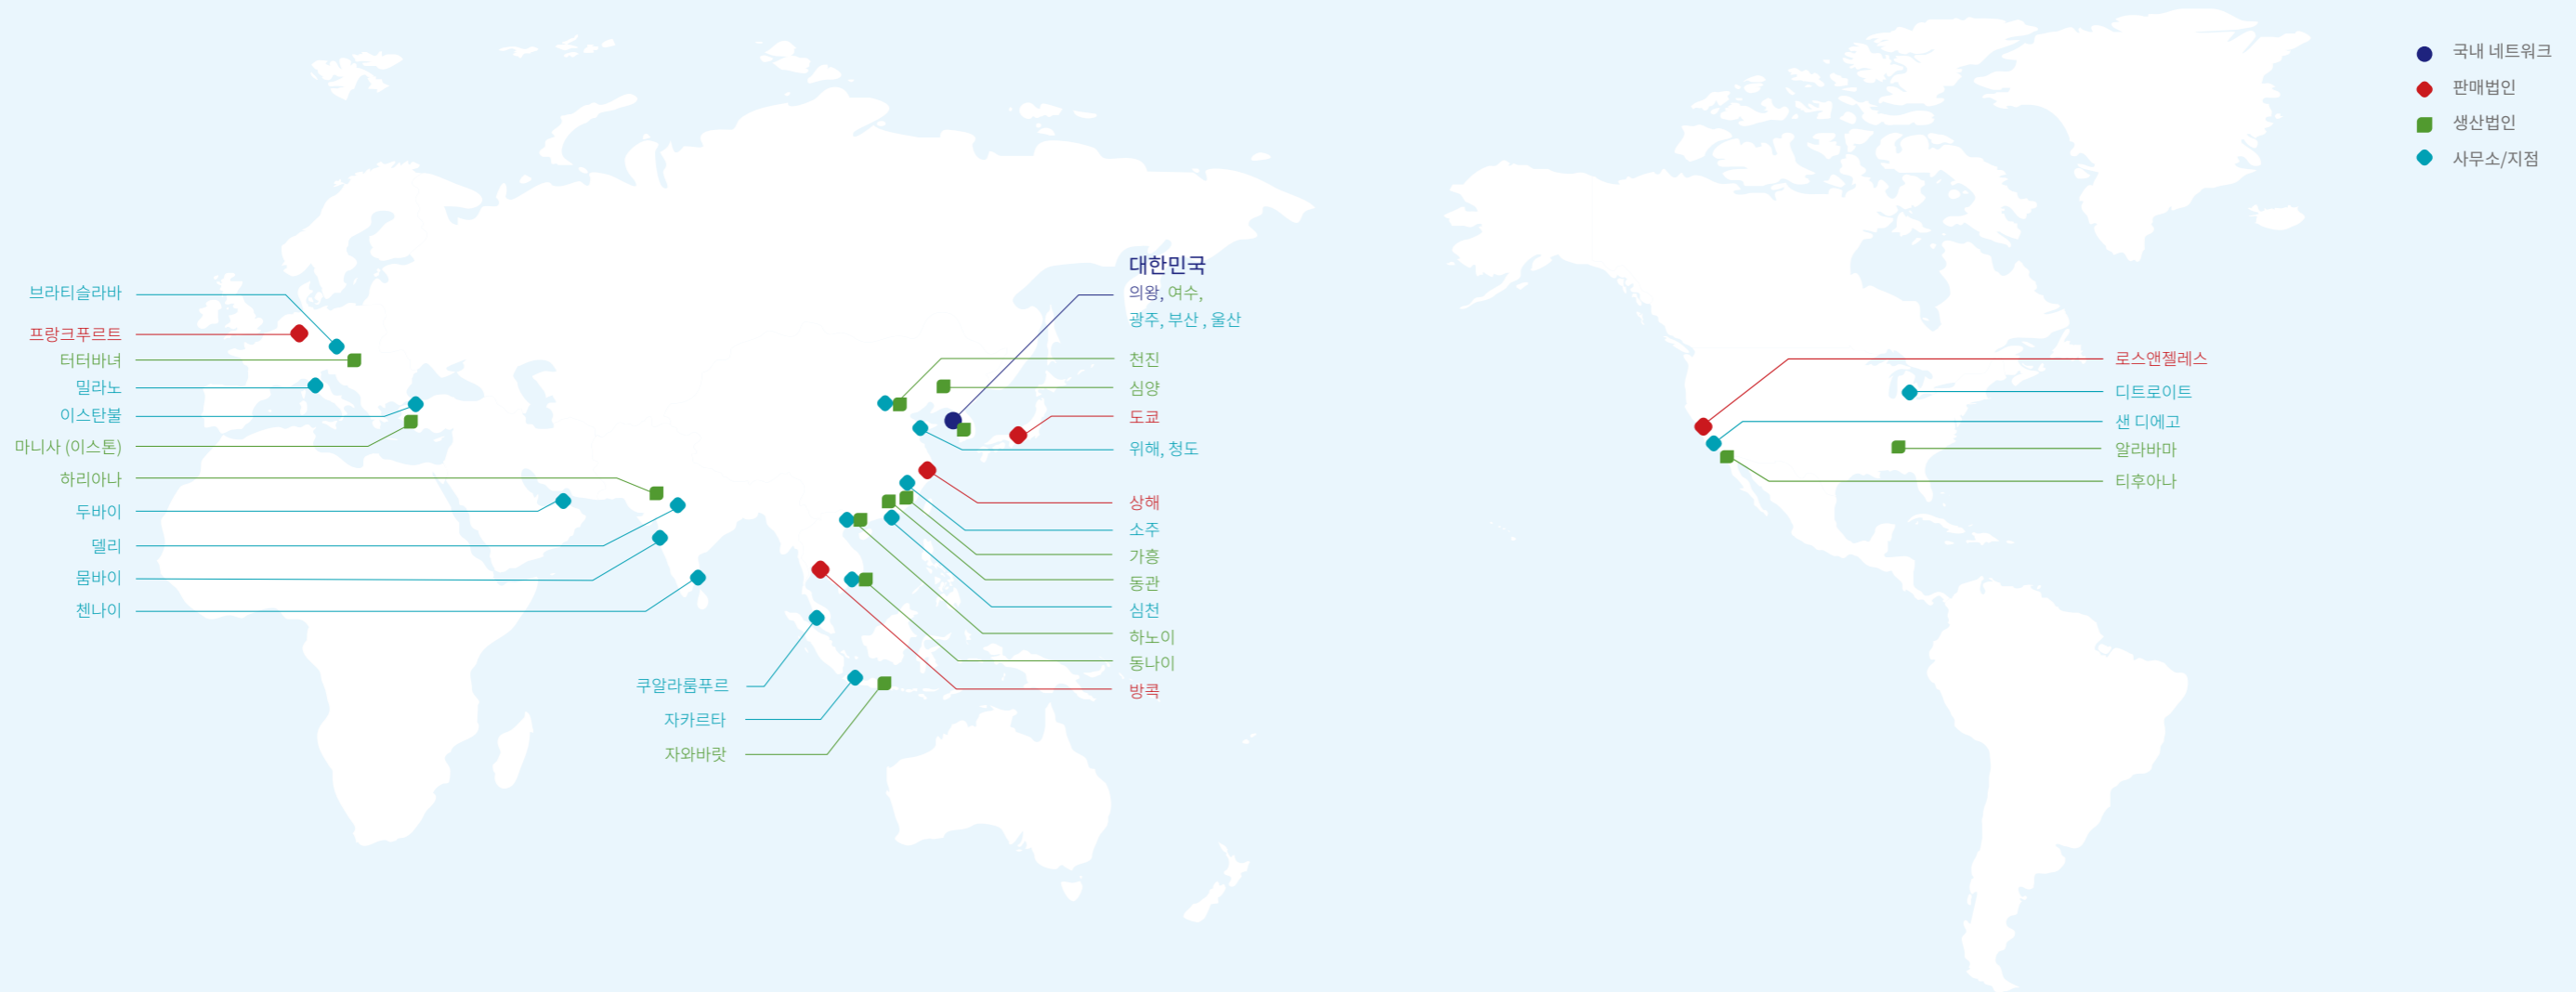 국내 네트워크
판매법인
생산법인
사무소/지점
브라티슬라바
프랑크푸르트
터터바녀
밀라노
이스탄불
마니사 (이스톤)
하리아나
두바이
델리
뭄바이
첸나이
쿠알라룸푸르
자카르타
자와바랏
대한민국
의왕, 여수,
광주, 부산 , 울산
천진
심양
도쿄
위해, 청도
상해
소주
가흥
동관
심천
하노이
동나이
방콕
로스앤젤레스
디트로이트
샌 디에고
알라바마
티후아나